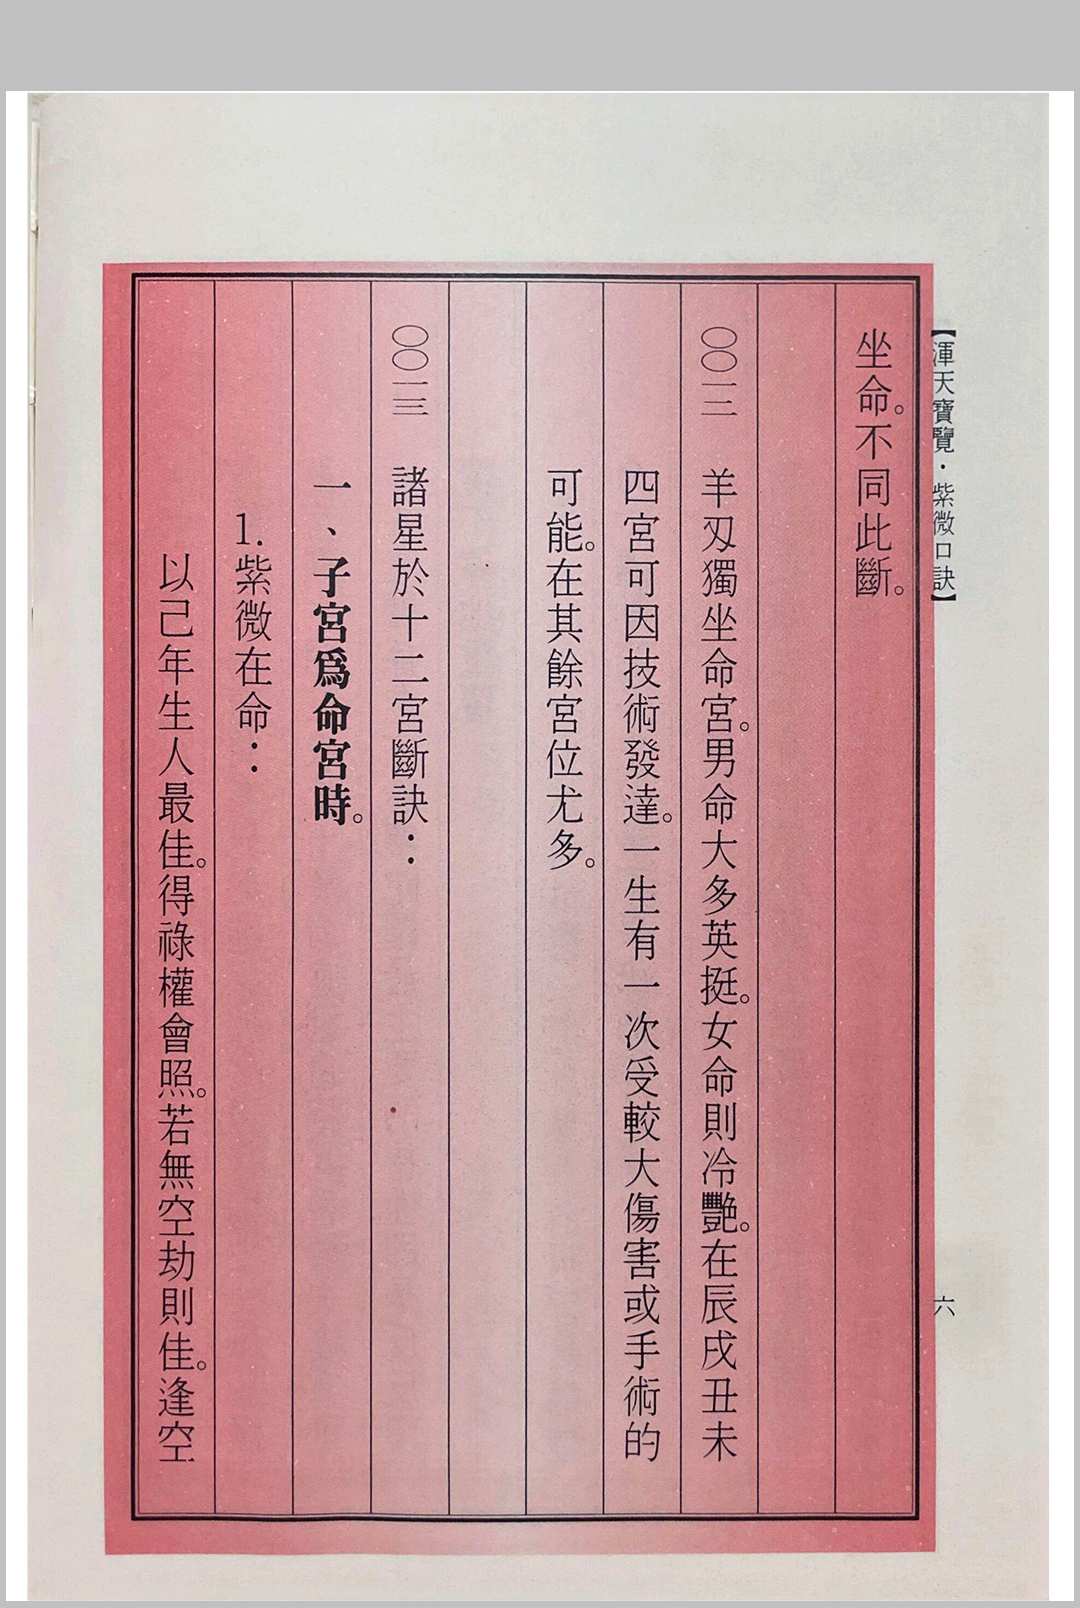 【渾天寶覽・紫微口訣】
六
坐命。不同此斷。
〇〇二 羊刄獨坐命宮。男命大多英挺。女命則冷艷。在辰戌丑未
四宮可因技術發達。一生有一次受較大傷害或手術的
可能。在其餘宮位尤多。
〇〇三 諸星於十二宮斷訣：
一、子宮爲命宮時。
1.紫微在命：
以己年生人最佳。得祿權會照。若無空劫則佳。逢空